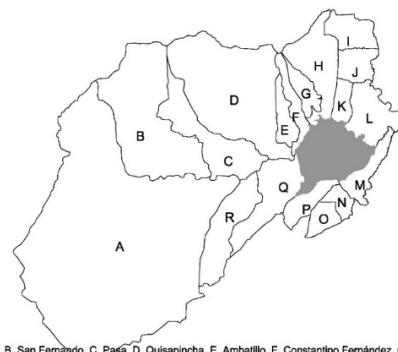 I
H
J
G
D
K
F
L
B
E
C
M
Q
N
R
P
O
A
B. San Fernando, C. Pasa, D. Quisapincha, E. Ambatillo, F. Constantino Fernández,